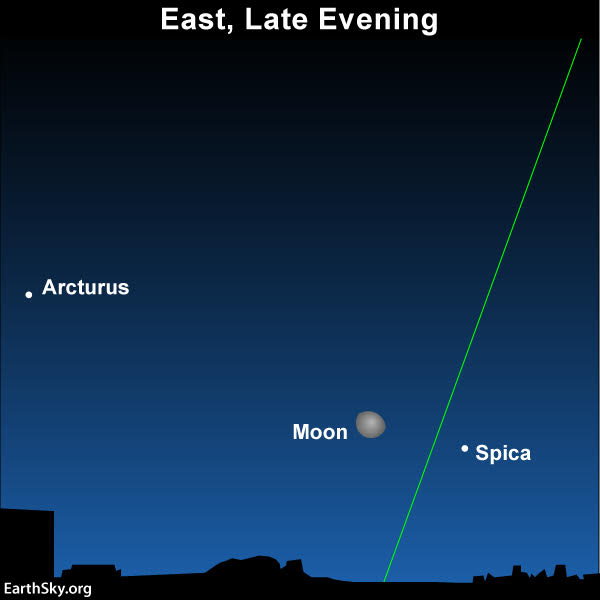 East, Late Evening
Arcturus
Moon
Spica
EarthSky.org